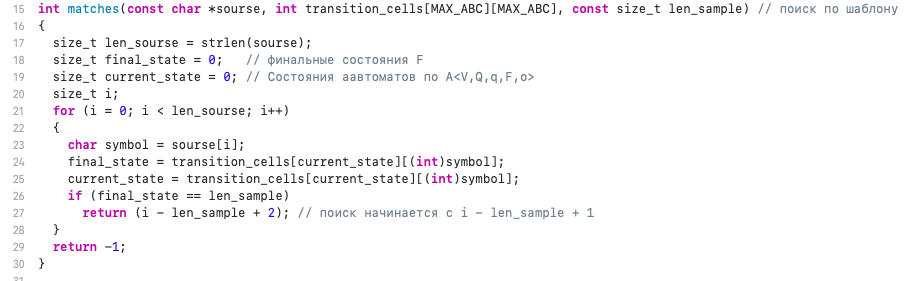 15 int matches(const char *sourse, int transition_cells[MAX_ABC][MAX_ABC], const size_t len_sample) // поиск по шаблону
16 {
17   size_t len_sourse = strlen(sourse);
18   size_t final_state = 0;   // финальные состояния F
19   size_t current_state = 0; // Состояния аавтоматов по A<V,Q,q,F,o>
20   size_t i;
21   for (i = 0; i < len_sourse; i++)
22   {
23     char symbol = sourse[i];
24     final_state = transition_cells[current_state][(int)symbol];
25     current_state = transition_cells[current_state][(int)symbol];
26     if (final_state == len_sample)
27       return (i - len_sample + 2); // поиск начинается с i - len_sample + 1
28   }
29   return -1;
30 }
31